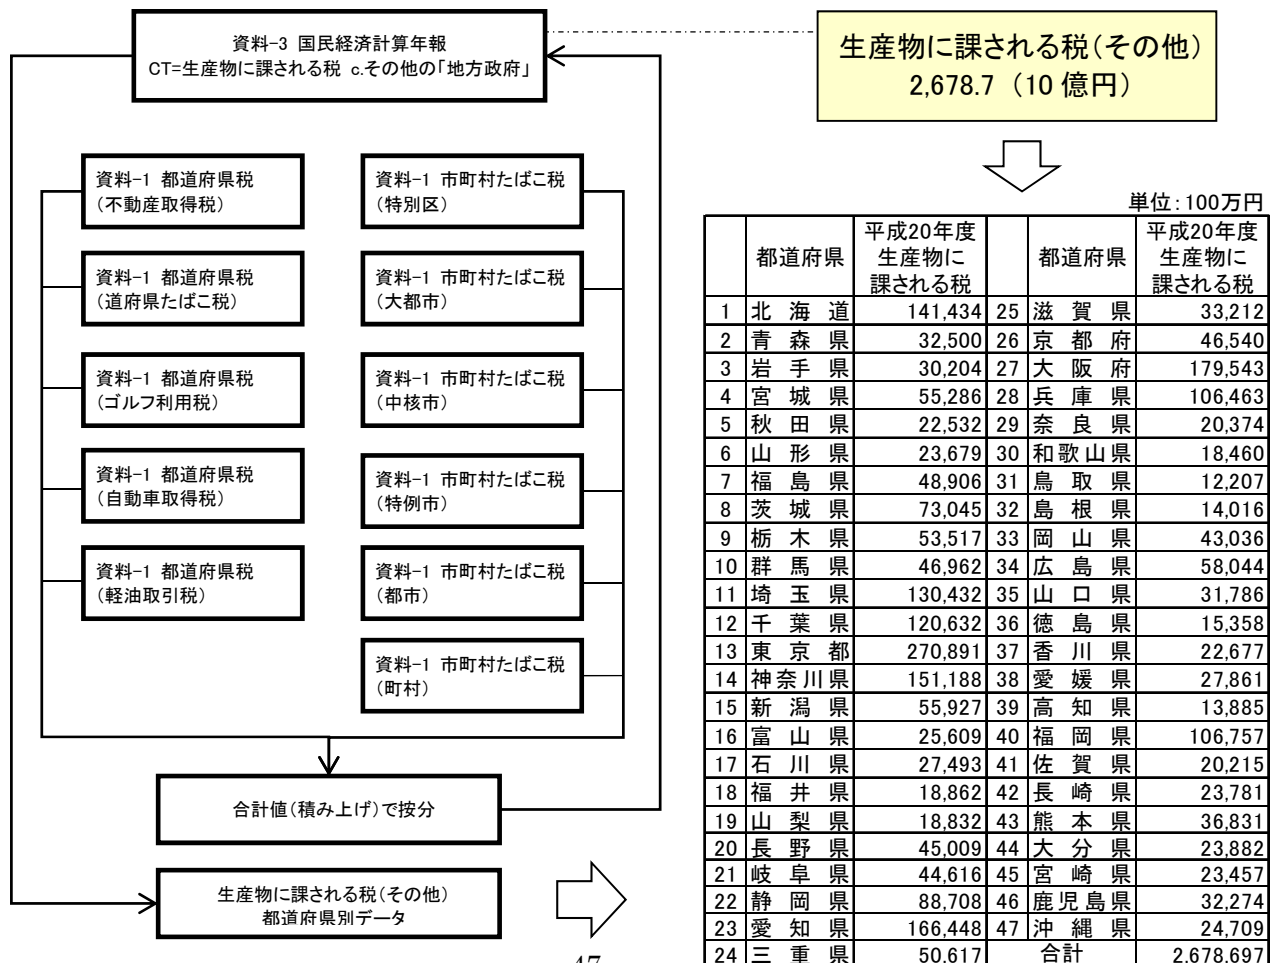 資料-3 国民経済計算年報
CT=生産物に課される税 c.その他の「地方政府」
生産物に課される税(その他)
2,678.7 (10 億円)
資料-1 都道府県税
(不動産取得税)
資料-1 市町村たばこ税
(特別区)
資料-1 都道府県税
(道府県たばこ税)
資料-1 市町村たばこ税
(大都市)
資料-1 都道府県税
(ゴルフ利用税)
資料-1 市町村たばこ税
(中核市)
資料-1 都道府県税
(自動車取得税)
資料-1 市町村たばこ税
(特例市)
資料-1 都道府県税
(軽油取引税)
資料-1 市町村たばこ税
(都市)
資料-1 市町村たばこ税
(町村)
合計値(積み上げ)で按分
生産物に課される税(その他)
都道府県別データ
単位:100万円
都道府県 平成20年度 生産物に 課される税 都道府県 平成20年度 生産物に 課される税
1 北海道 141,434 25 滋賀県 33,212
2 青森県 32,500 26 京都府 46,540
3 岩手県 30,204 27 大阪府 179,543
4 宮城県 55,286 28 兵庫県 106,463
5 秋田県 22,532 29 奈良県 20,374
6 山形県 23,679 30 和歌山県 18,460
7 福島県 48,906 31 鳥取県 12,207
8 茨城県 73,045 32 島根県 14,016
9 栃木県 53,517 33 岡山県 43,036
10 群馬県 46,962 34 広島県 58,044
11 埼玉県 130,432 35 山口県 31,786
12 千葉県 120,632 36 徳島県 15,358
13 東京都 270,891 37 香川県 22,677
14 神奈川県 151,188 38 愛媛県 27,861
15 新潟県 55,927 39 高知県 13,885
16 富山県 25,609 40 福岡県 106,757
17 石川県 27,493 41 佐賀県 20,215
18 福井県 18,862 42 長崎県 23,781
19 山梨県 18,832 43 熊本県 36,831
20 長野県 45,009 44 大分県 23,882
21 岐阜県 44,616 45 宮崎県 23,457
22 静岡県 88,708 46 鹿児島県 32,274
23 愛知県 166,448 47 沖縄県 24,709
24 三重県 50,617 合計 2,678,697
47